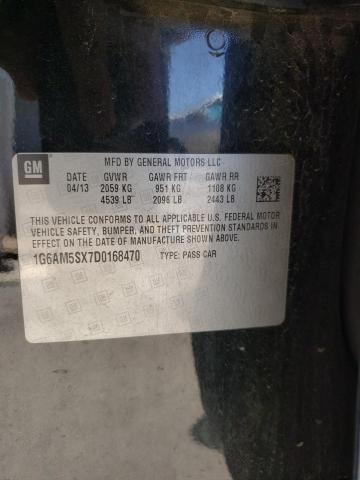 GM
MFD BY GENERAL MOTORS LLC
DATE GVWR GAWR FRT GAWR RR
04/13 2059 KG 951 KG 1108 KG
4539 LB 2096 LB 2443 LB
THIS VEHICLE CONFORMS TO ALL APPLICABLE U.S. FEDERAL MOTOR
VEHICLE SAFETY, BUMPER, AND THEFT PREVENTION STANDARDS
IN EFFECT ON THE DATE OF MANUFACTURE SHOWN ABOVE.
1G6AM5SX7D0168470 TYPE: PASS CAR